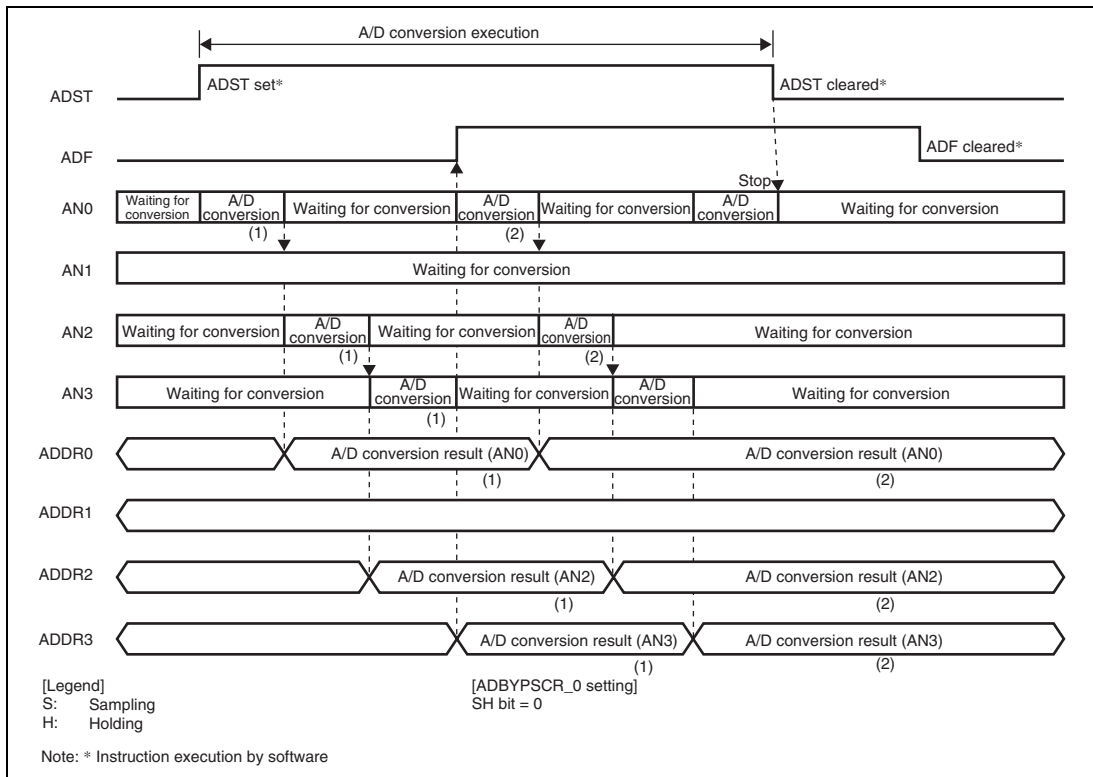 A/D conversion execution
ADST
ADST set*
ADST cleared*
ADF
ADF cleared*
Stop
AN0
Waiting for conversion
A/D conversion
Waiting for conversion
A/D conversion
Waiting for conversion
A/D conversion
Waiting for conversion
(1)
(2)
AN1
Waiting for conversion
AN2
Waiting for conversion
A/D conversion
Waiting for conversion
A/D conversion
Waiting for conversion
(1)
(2)
AN3
Waiting for conversion
A/D conversion
Waiting for conversion
A/D conversion
Waiting for conversion
(1)
ADDR0
A/D conversion result (AN0)
A/D conversion result (AN0)
(1)
(2)
ADDR1
ADDR2
A/D conversion result (AN2)
A/D conversion result (AN2)
(1)
(2)
ADDR3
A/D conversion result (AN3)
A/D conversion result (AN3)
(1)
(2)
[Legend]
S: Sampling
H: Holding
[ADBYPSCR_0 setting]
SH bit = 0
Note: * Instruction execution by software